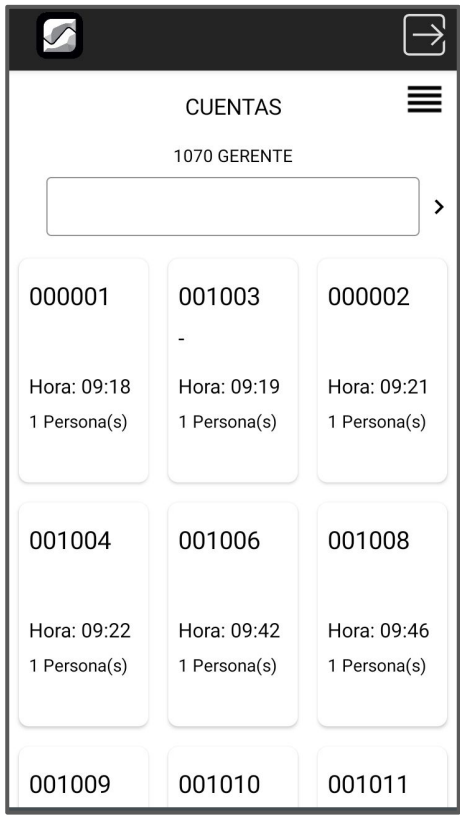 CUENTAS
1070 GERENTE
000001 001003 000002
-
Hora: 09:18 Hora: 09:19 Hora: 09:21
1 Persona(s) 1 Persona(s) 1 Persona(s)
001004 001006 001008
Hora: 09:22 Hora: 09:42 Hora: 09:46
1 Persona(s) 1 Persona(s) 1 Persona(s)
001009 001010 001011